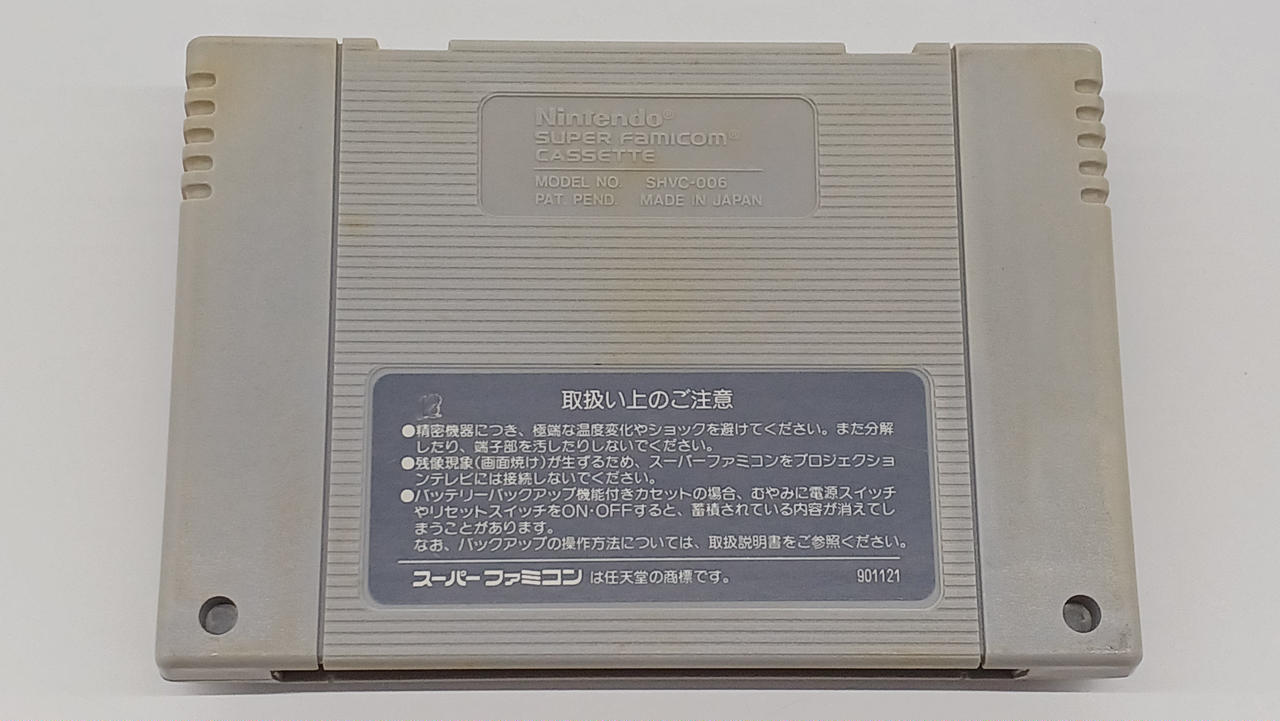 Nintendo®
SUPER FAMICOM®
CASSETTE
MODEL NO. SHVC-006
PAT. PEND. MADE IN JAPAN
取扱い上のご注意
●精密機器につき、極端な温度変化やショックを避けてください。また分解
したり、端子部を汚したりしないでください。
●残像現象(画面焼け)が生ずるため、スーパーファミコンをプロジェクショ
ンテレビには接続しないでください。
●バッテリーバックアップ機能付きカセットの場合、むやみに電源スイッチ
やリセットスイッチをON・OFFすると、蓄積されている内容が消えてし
まうことがあります。
なお、バックアップの操作方法については、取扱説明書をご参照ください。
スーパーファミコン は任天堂の商標です。 901121